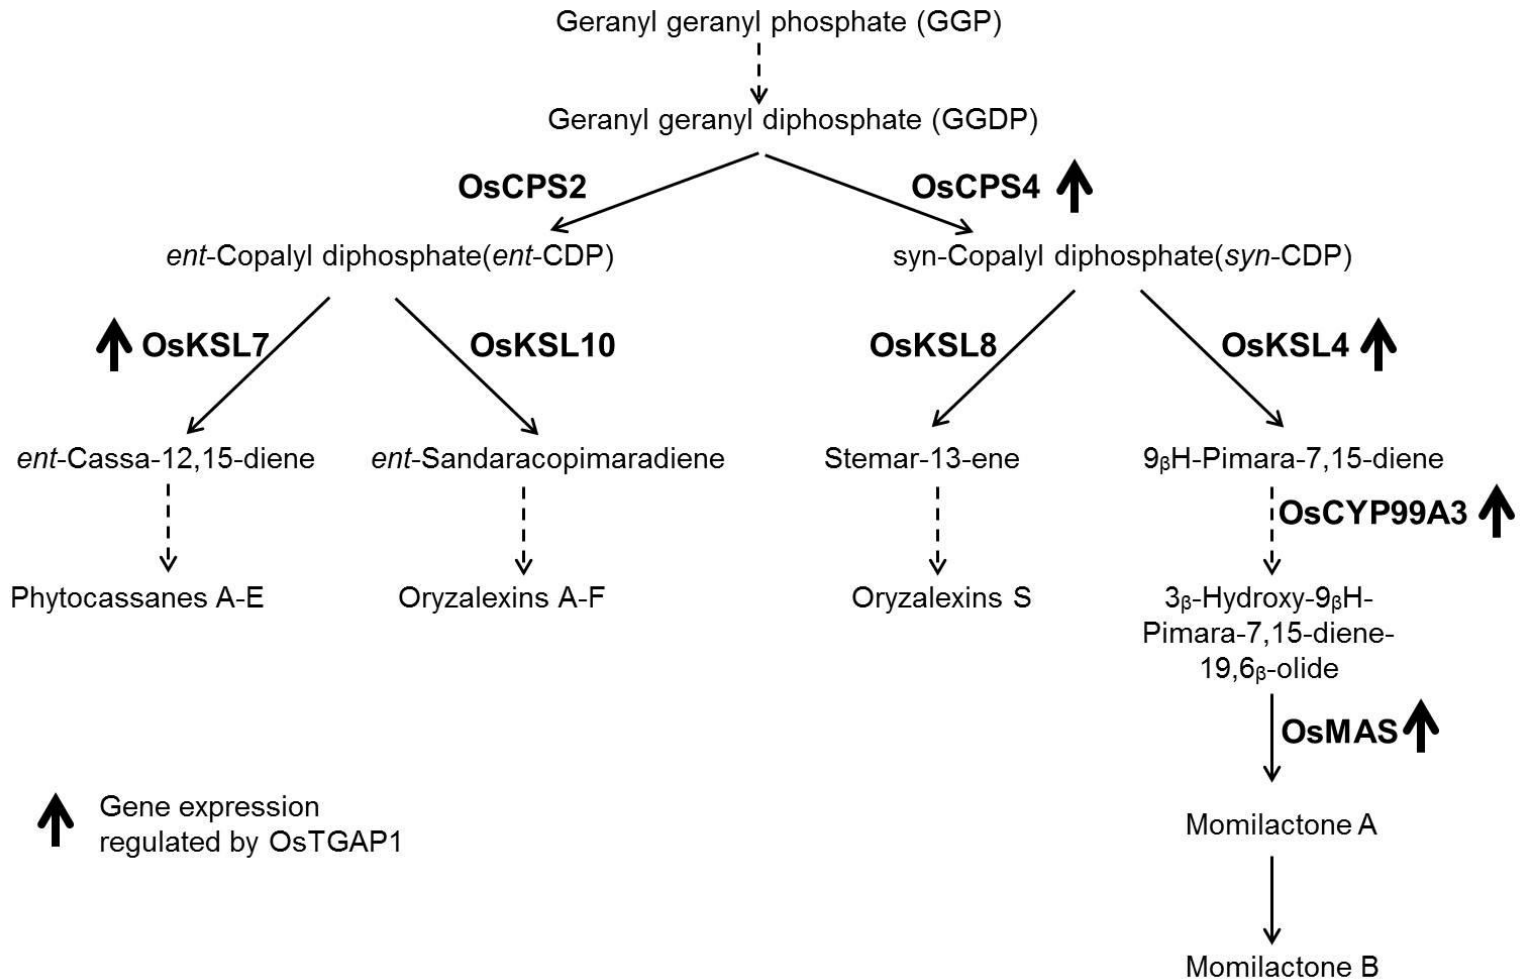 Geranyl geranyl phosphate (GGP)
Geranyl geranyl diphosphate (GGDP)
OsCPS2
OsCPS4
ent-Copalyl diphosphate(ent-CDP)
syn-Copalyl diphosphate(syn-CDP)
OsKSL7
OsKSL10
OsKSL8
OsKSL4
ent-Cassa-12,15-diene
ent-Sandaracopimaradiene
Stemar-13-ene
9βH-Pimara-7,15-diene
OsCYP99A3
Phytocassanes A-E
Oryzalexins A-F
Oryzalexins S
3β-Hydroxy-9βH-
Pimara-7,15-diene-
19,6β-olide
OsMAS
Gene expression
regulated by OsTGAP1
Momilactone A
Momilactone B